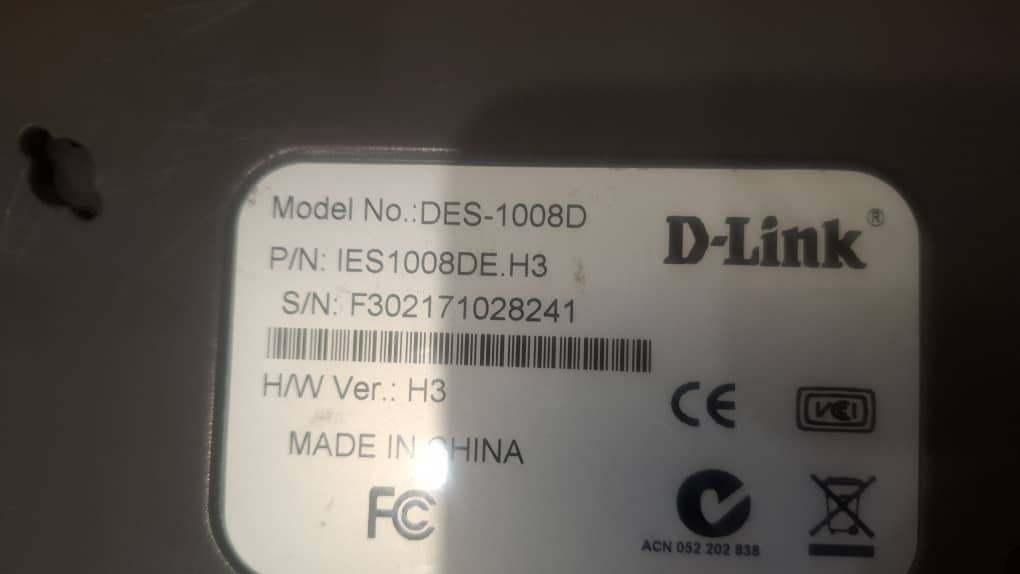 Model No.:DES-1008D
D-Link®
P/N: IES1008DE.H3
S/N: F302171028241
H/W Ver.: H3
CE
VCI
MADE IN CHINA
FC
ACN 052 202 838